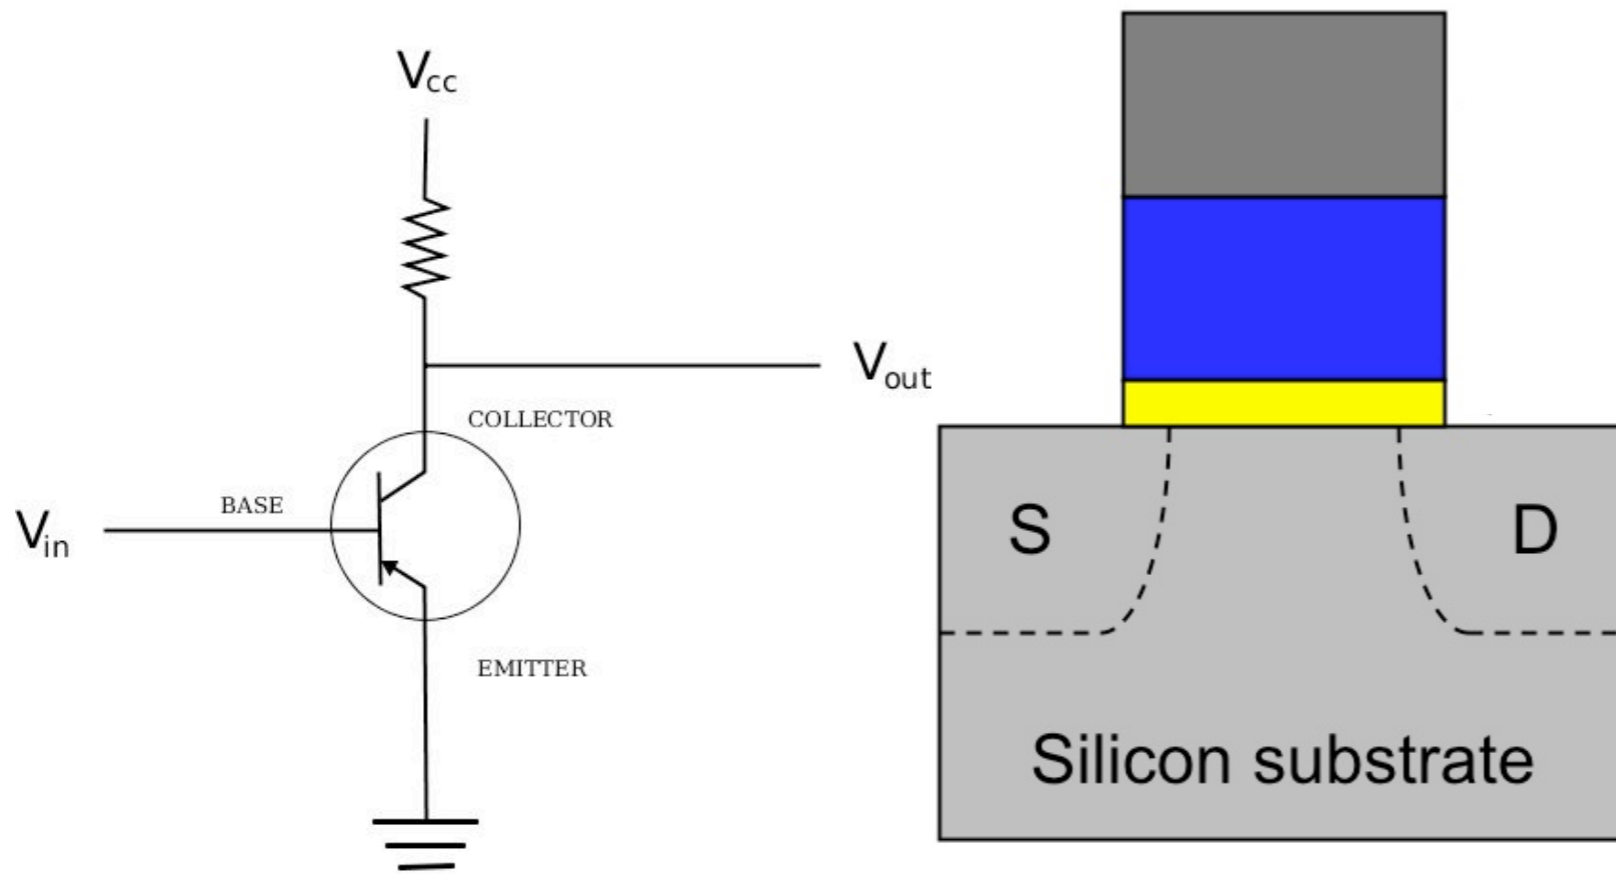 Vcc
Vout
COLLECTOR
BASE
Vin
EMITTER
S
D
Silicon substrate